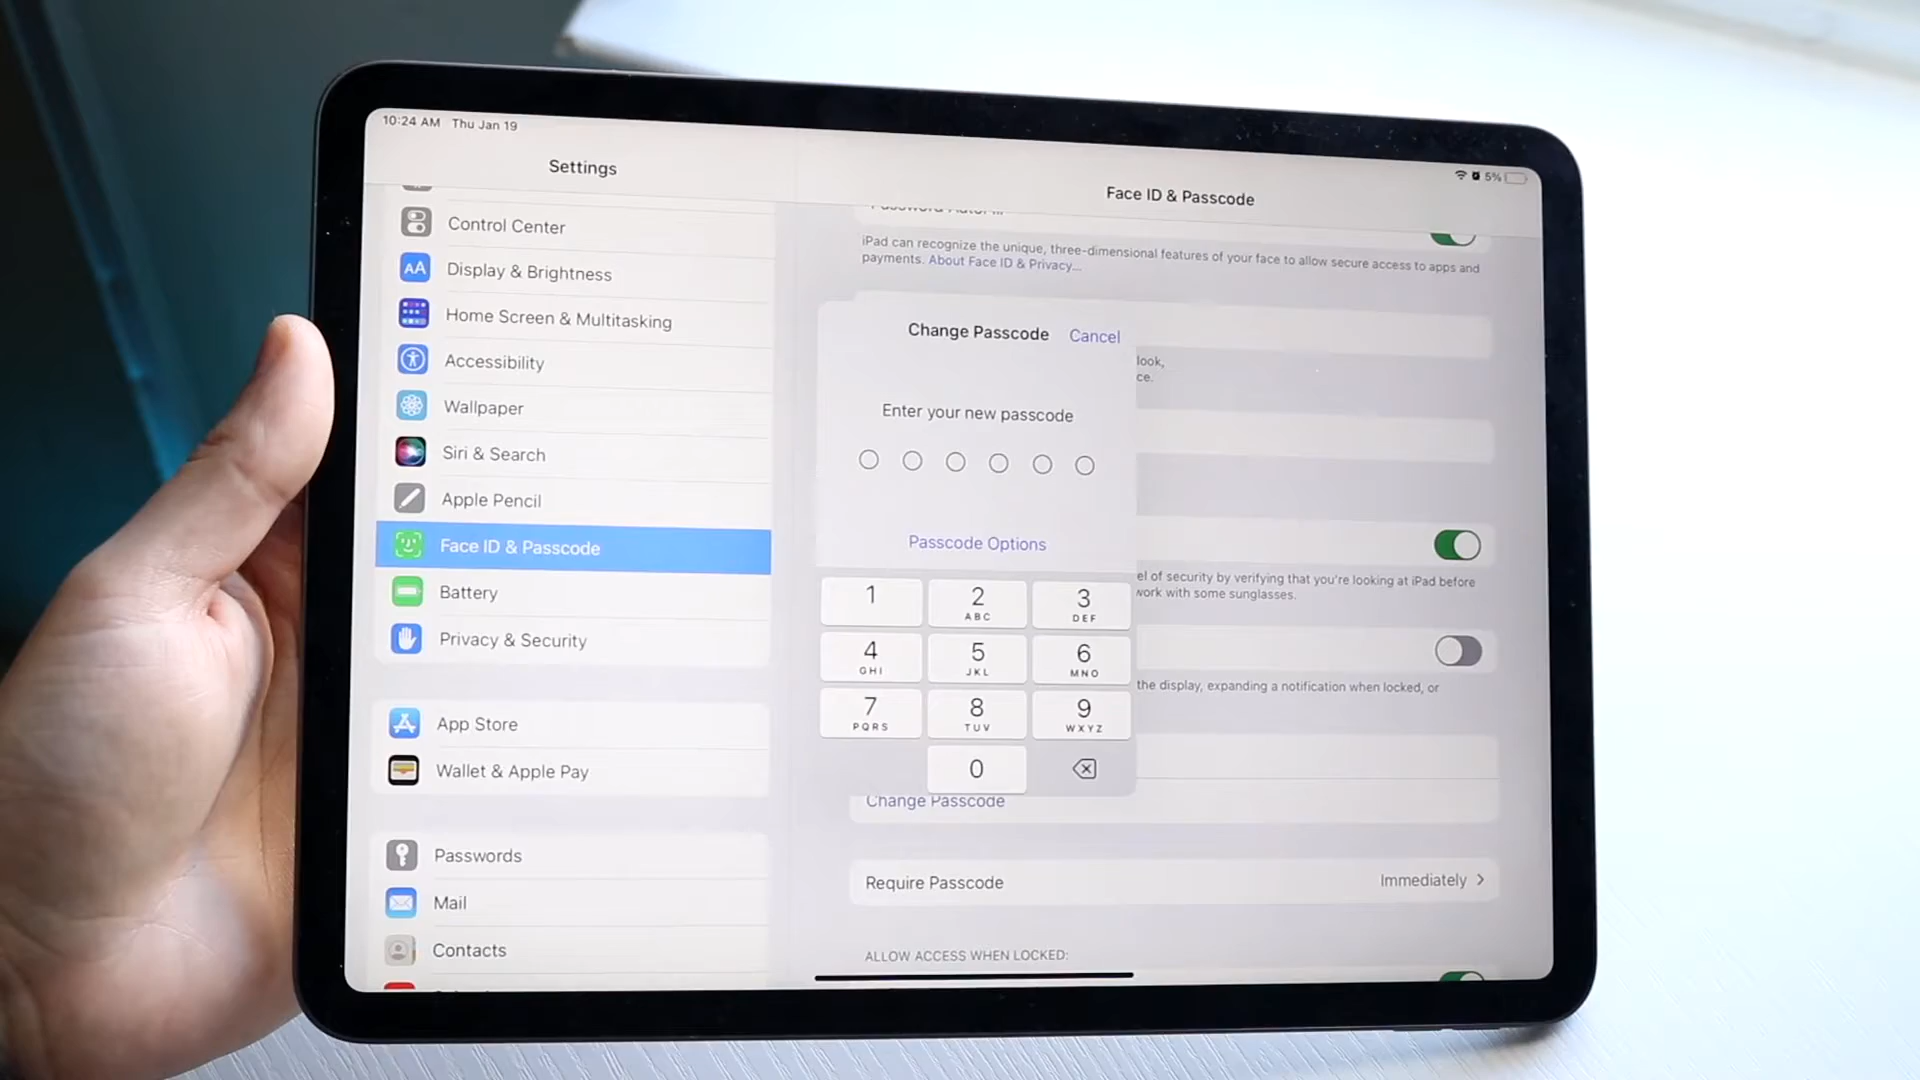 10:24 AM Thu Jan 19
5%
Settings
Control Center
AA
Display & Brightness
Home Screen & Multitasking
Accessibility
Wallpaper
Siri & Search
Apple Pencil
Face ID & Passcode
Battery
Privacy & Security
App Store
Wallet & Apple Pay
Passwords
Mail
Contacts
Face ID & Passcode
iPad can recognize the unique, three-dimensional features of your face to allow secure access to apps and
payments. About Face ID & Privacy...
Change Passcode Cancel
look,
ce.
Enter your new passcode
Passcode Options
el of security by verifying that you're looking at iPad before
work with some sunglasses.
1 2 3
ABC DEF
4 5 6
GHI JKL MNO
the display, expanding a notification when locked, or
7 8 9
PQRS TUV WXYZ
0
Change Passcode
Require Passcode Immediately
ALLOW ACCESS WHEN LOCKED: